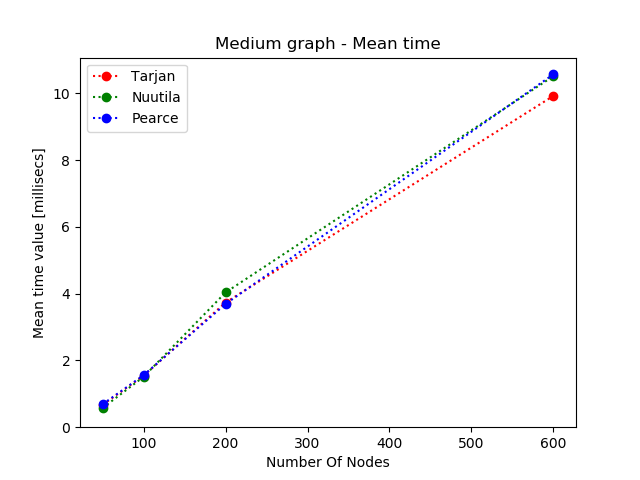 Medium graph - Mean time
Tarjan
Nuutila
Pearce
Mean time value [millisecs]
10
8
6
4
2
0
100
200
300
400
500
600
Number Of Nodes